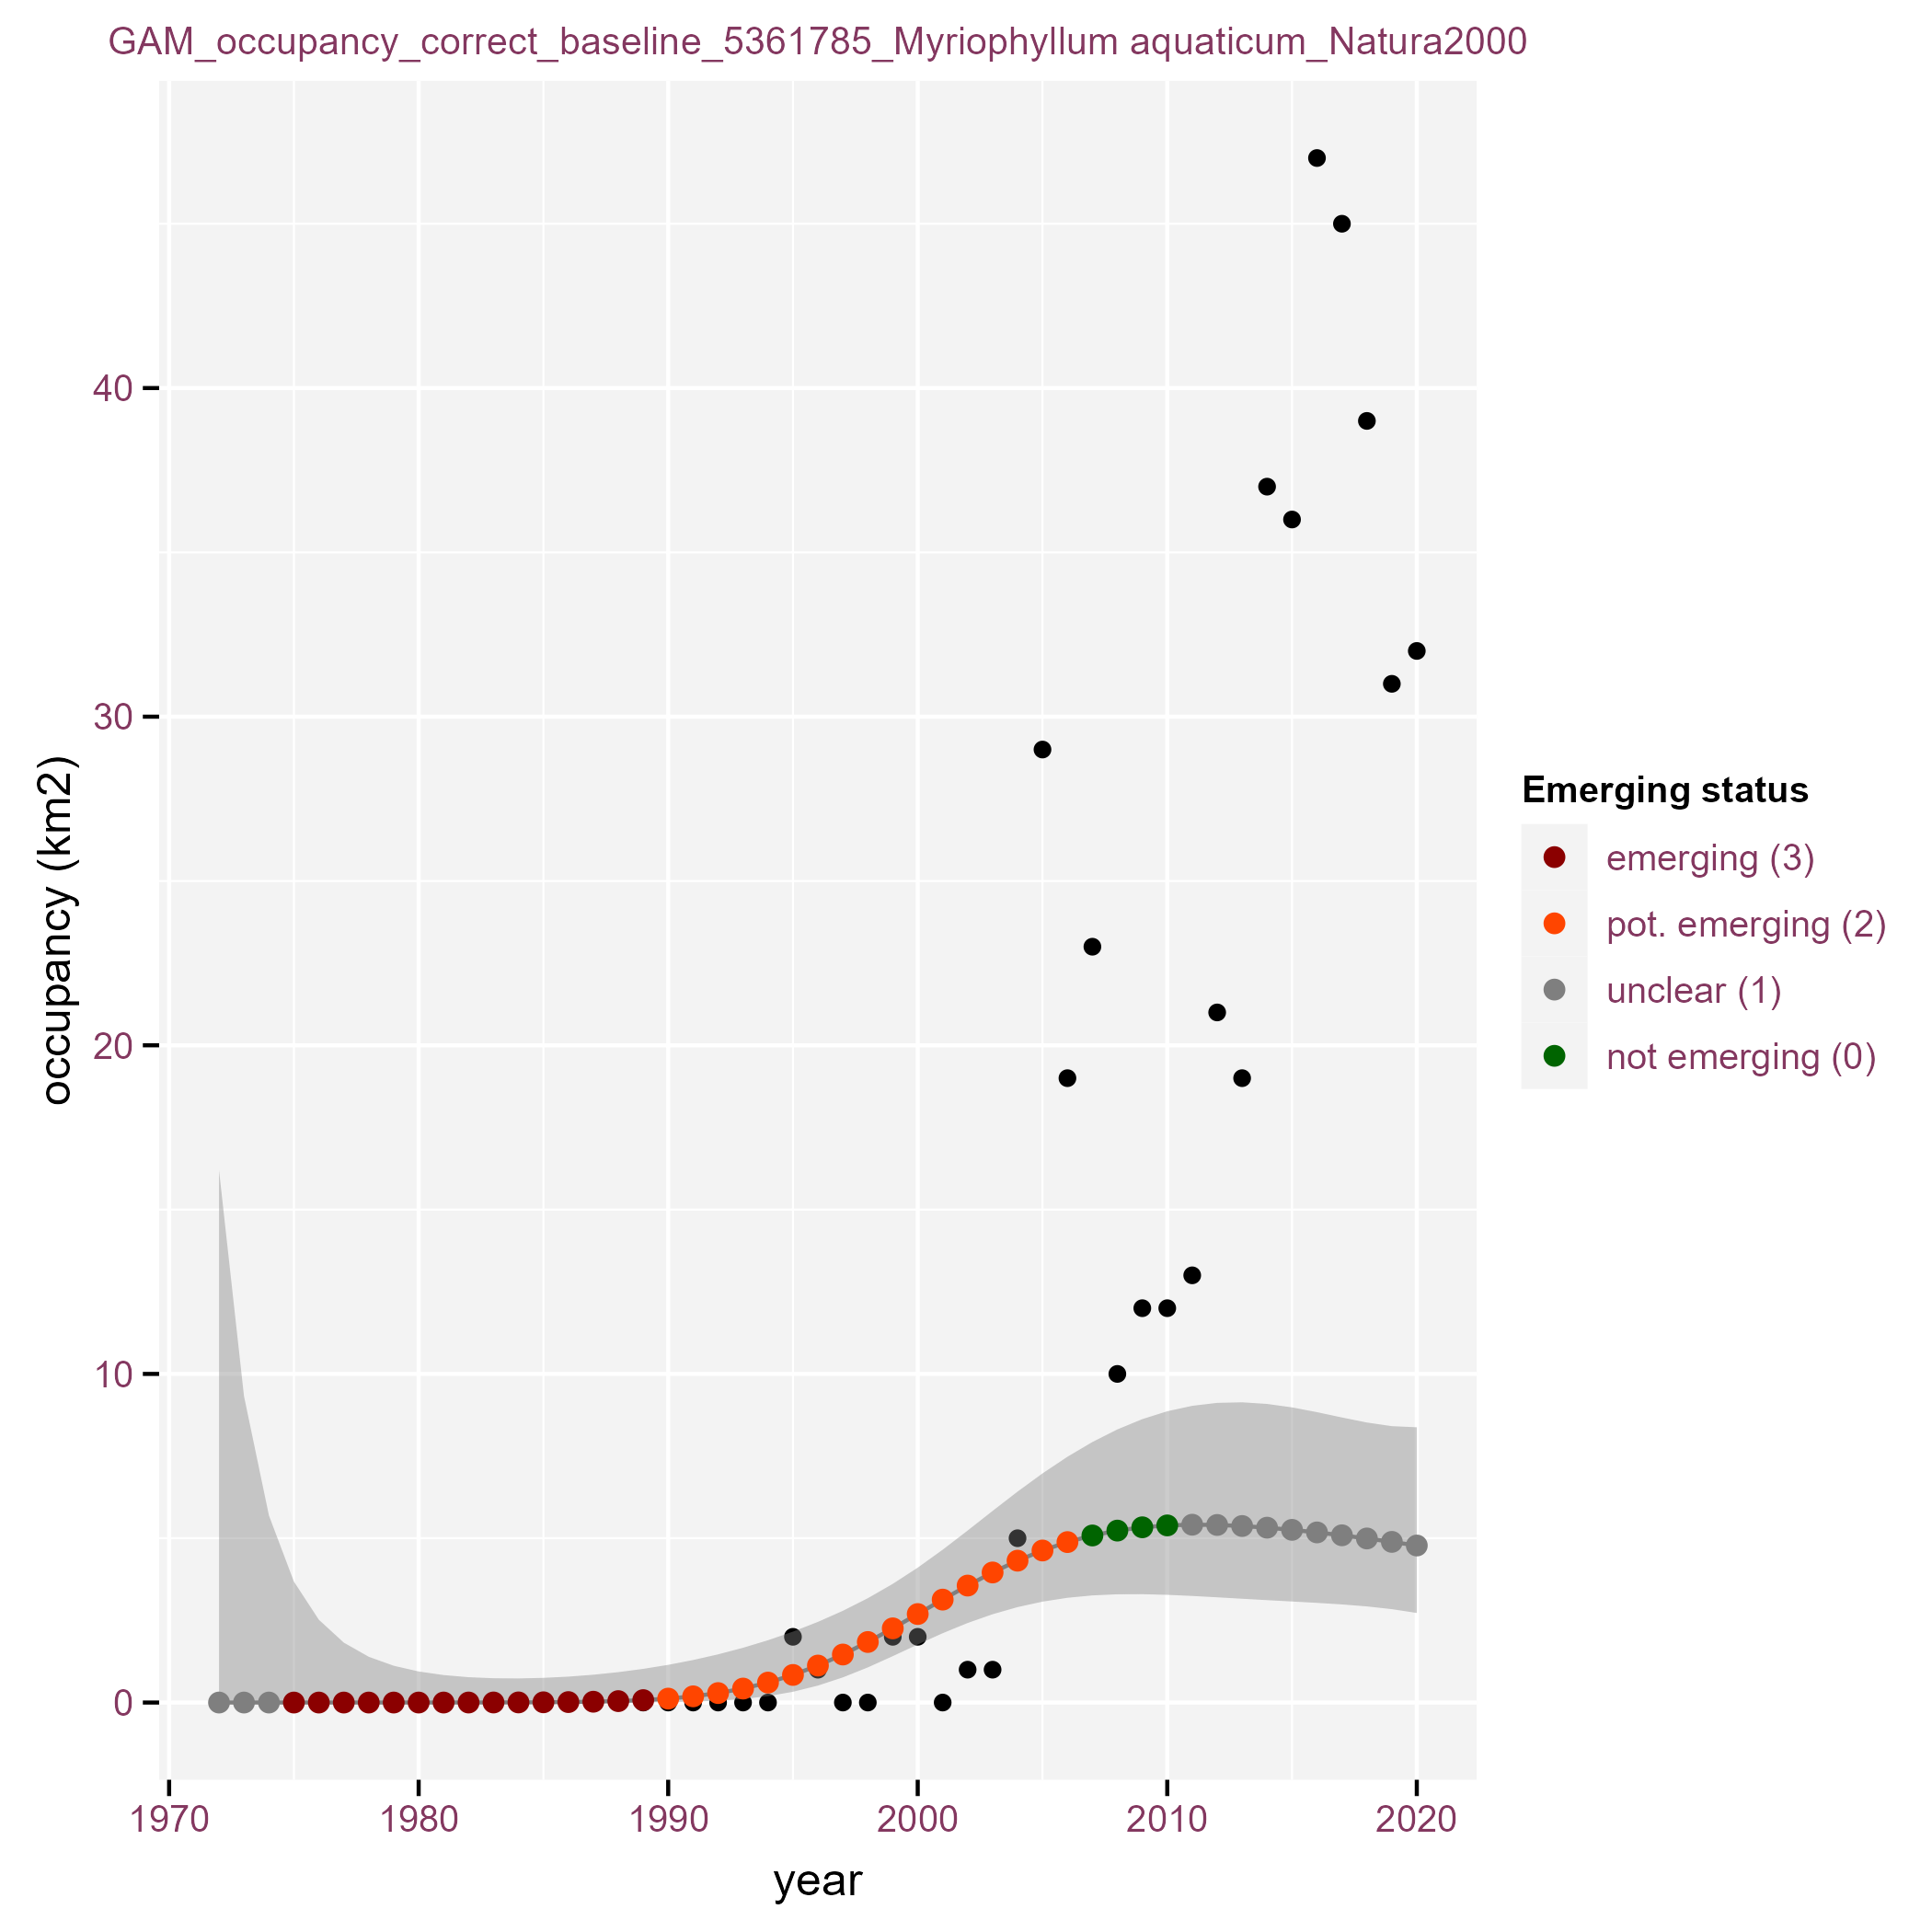 GAM_occupancy_correct_baseline_5361785_Myriophyllum aquaticum_Natura2000
occupancy (km2)
40
30
20
10
0
1970 1980 1990 2000 2010 2020
year
Emerging status
emerging (3)
pot. emerging (2)
unclear (1)
not emerging (0)